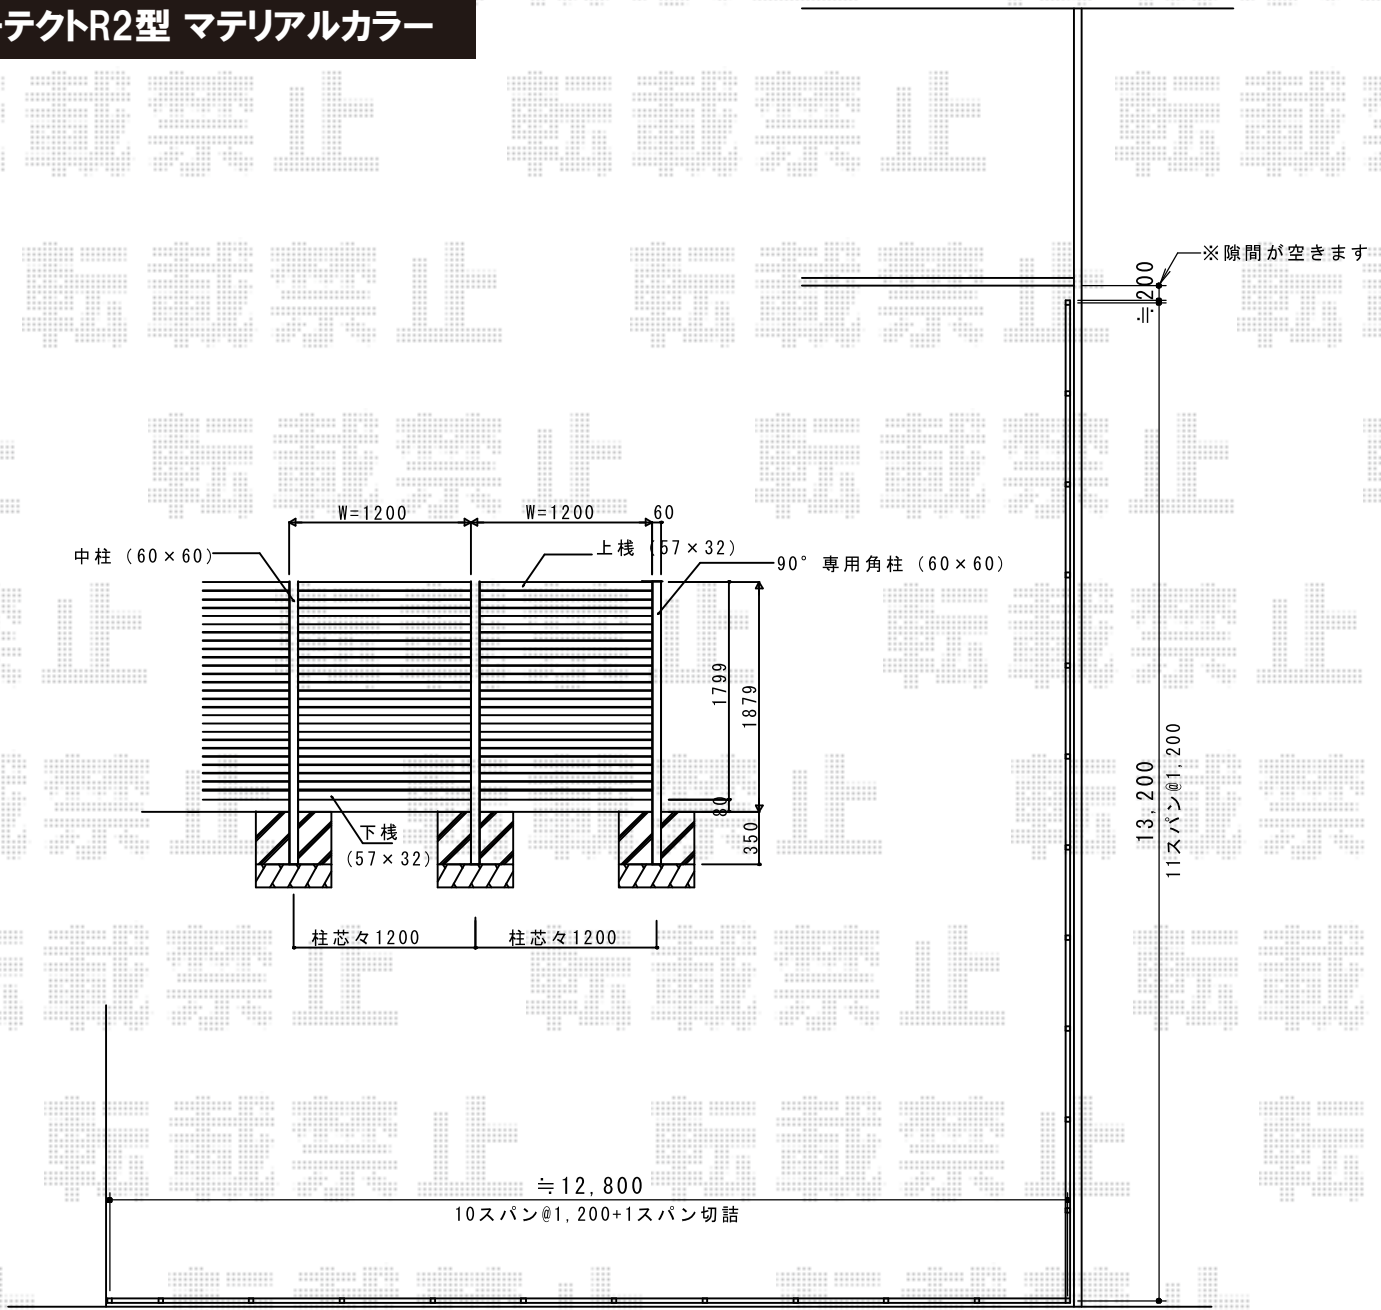 テクトR2型 マテリアルカラー
※隙間が空きます
≒200
W=1200
W=1200
60
中柱 (60×60)
上桟 (57×32)
90° 専用角柱 (60×60)
1799
1879
80
350
下桟
(57×32)
13,200
11スパン@1,200
柱芯々1200
柱芯々1200
≒12,800
10スパン@1,200+1スパン切詰
転載禁止